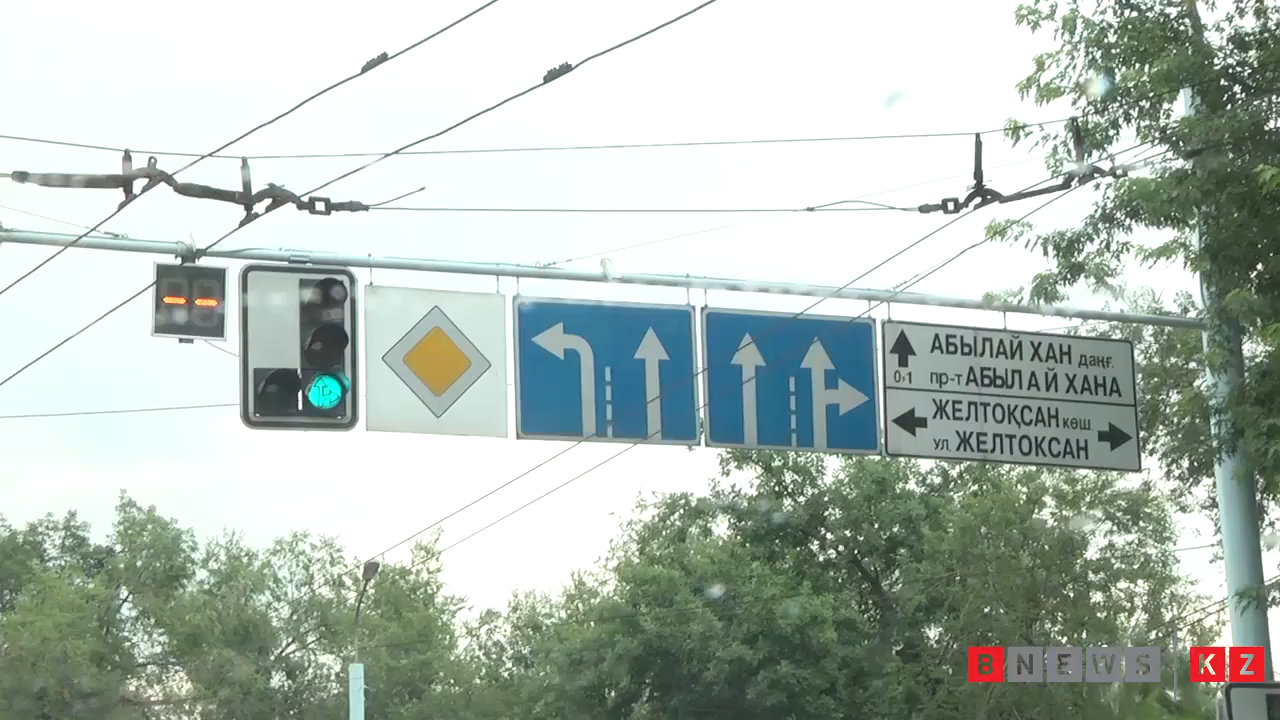 АБЫЛАЙ ХАН даңғ.
0,1 пр-т АБЫЛАЙ ХАНА
ЖЕЛТОҚСАН көш.
ул. ЖЕЛТОКСАН
BNEWS KZ